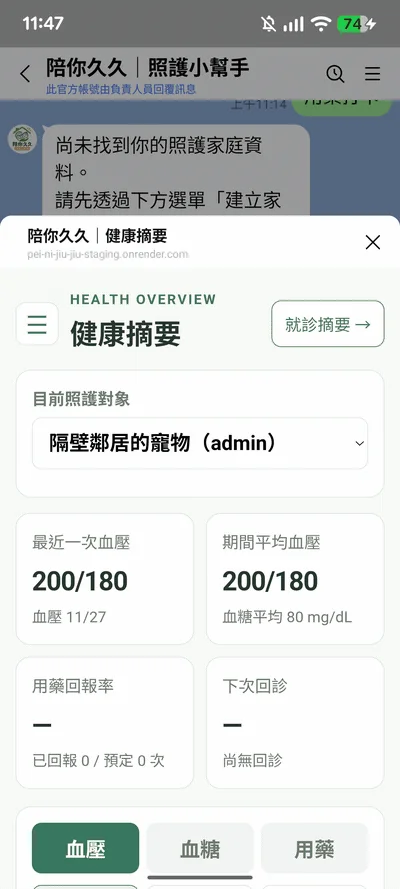 11:47
74
陪你久久｜照護小幫手
此官方帳號由負責人員回覆訊息
上午11:14
尚未找到你的照護家庭資
料。
請先透過下方選單「建立家
陪你久久｜健康摘要
pei-ni-jiu-jiu-staging.onrender.com
HEALTH OVERVIEW
健康摘要
就診摘要 →
目前照護對象
隔壁鄰居的寵物（admin）
最近一次血壓
200/180
血壓 11/27
期間平均血壓
200/180
血糖平均 80 mg/dL
用藥回報率
—
已回報 0 / 預定 0 次
下次回診
—
尚無回診
血壓
血糖
用藥